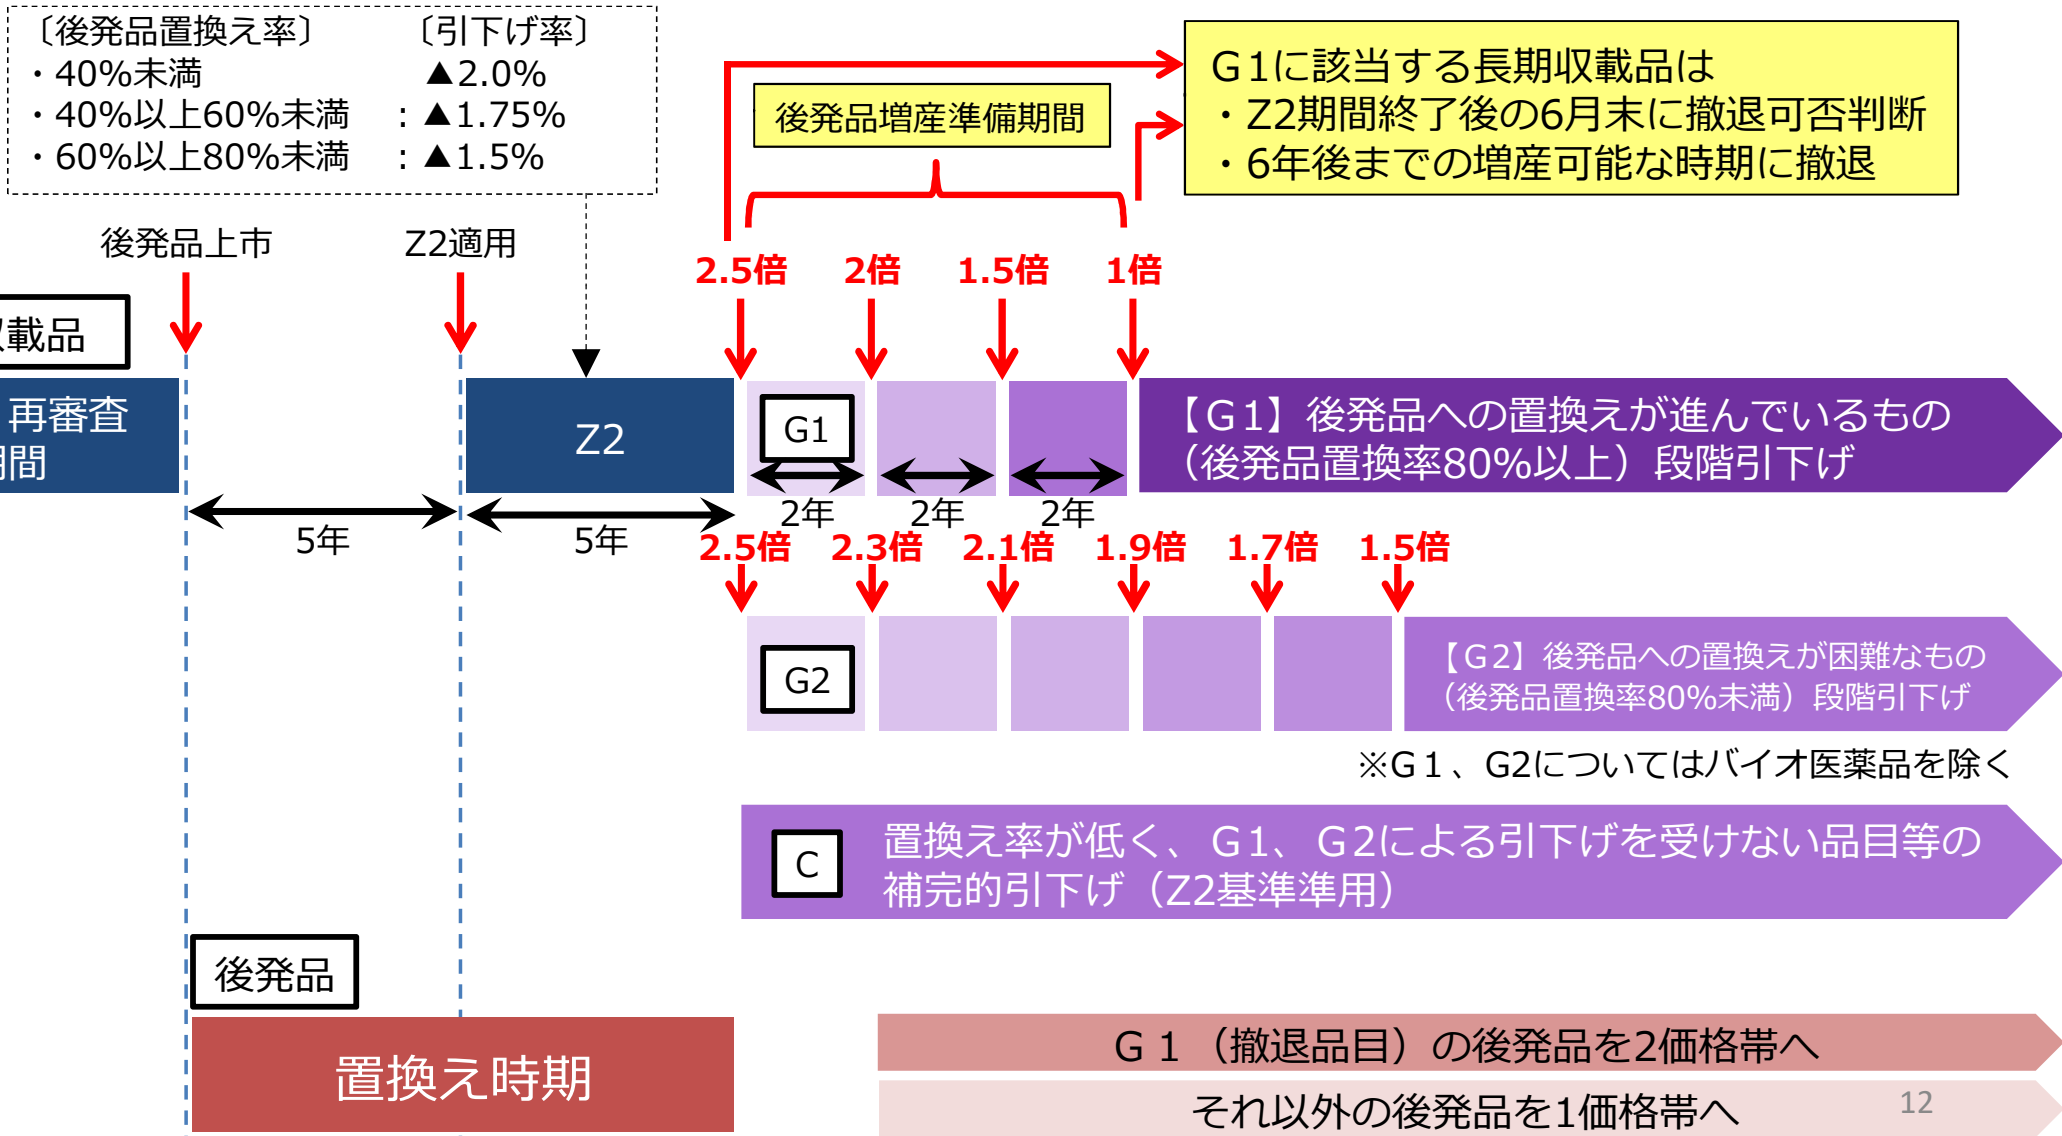 〔後発品置換え率〕 〔引下げ率〕
・40%未満 ▲2.0%
・40%以上60%未満 : ▲1.75%
・60%以上80%未満 : ▲1.5%
後発品増産準備期間
G1に該当する長期収載品は
・Z2期間終了後の6月末に撤退可否判断
・6年後までの増産可能な時期に撤退
後発品上市
Z2適用
2.5倍 2倍 1.5倍 1倍
載品
再審査
間
Z2
G1
【G1】後発品への置換えが進んでいるもの
（後発品置換率80%以上）段階引下げ
5年
5年
2年 2年 2年
2.5倍 2.3倍 2.1倍 1.9倍 1.7倍 1.5倍
G2
【G2】後発品への置換えが困難なもの
（後発品置換率80%未満）段階引下げ
※G１、G2についてはバイオ医薬品を除く
C
置換え率が低く、G1、G2による引下げを受けない品目等の
補完的引下げ（Z2基準準用）
後発品
置換え時期
G１（撤退品目）の後発品を2価格帯へ
それ以外の後発品を1価格帯へ
12